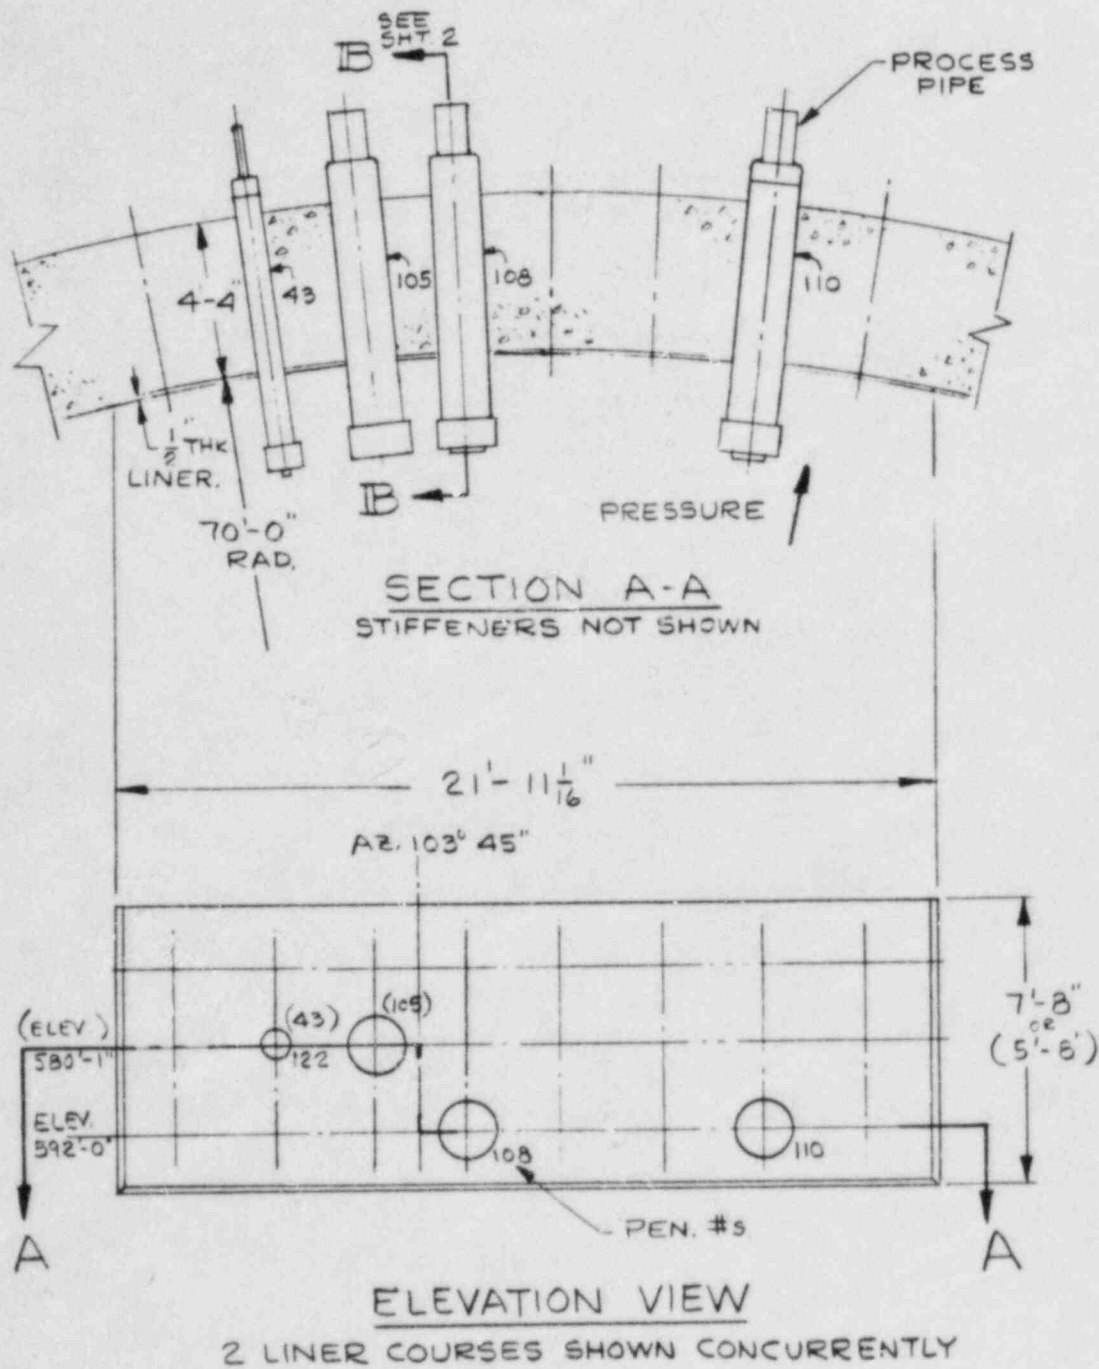 SEE
SHT. 2
B
PROCESS
PIPE
4-4"
43
105
108
110
1/2" THK
LINER.
B
PRESSURE
70'-0"
RAD.
SECTION A-A
STIFFENERS NOT SHOWN
21'-11 1/16"
AZ. 103° 45"
(ELEV.)
580'-1"
(43)
122
(105)
7'-8"
OR
(5'-8')
ELEV.
592'-0"
108
110
PEN. #s
A
A
ELEVATION VIEW
2 LINER COURSES SHOWN CONCURRENTLY